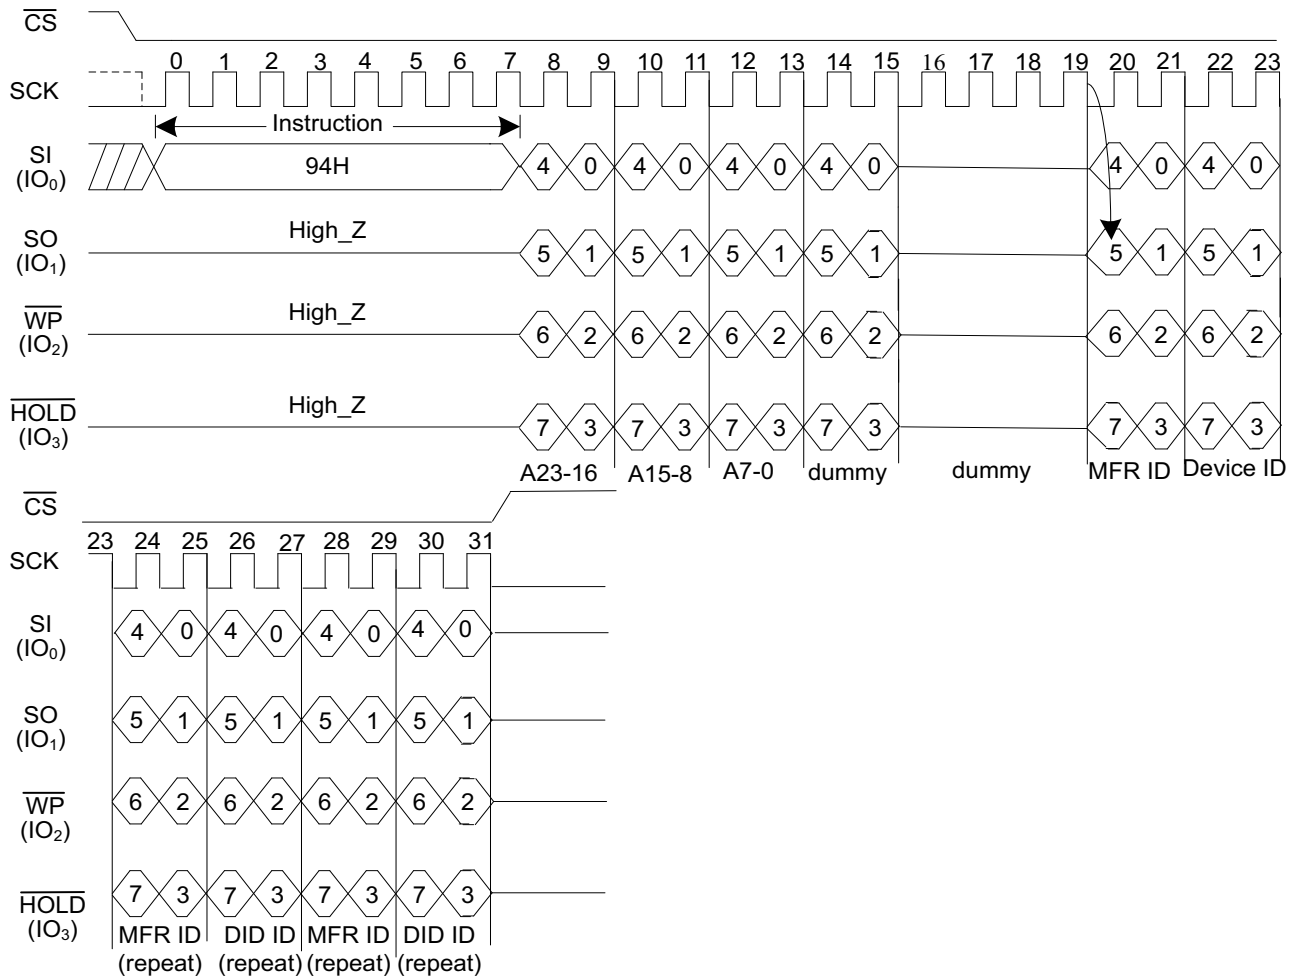 CS
0 1 2 3 4 5 6 7 8 9 10 11 12 13 14 15 16 17 18 19 20 21 22 23
SCK
Instruction
SI
(IO0)
94H
4 0 4 0 4 0 4 0 4 0 4 0
SO
(IO1)
High_Z
5 1 5 1 5 1 5 1 5 1 5 1
WP
(IO2)
High_Z
6 2 6 2 6 2 6 2 6 2 6 2
HOLD
(IO3)
High_Z
7 3 7 3 7 3 7 3 7 3 7 3
A23-16 A15-8 A7-0 dummy dummy MFR ID Device ID
CS
23 24 25 26 27 28 29 30 31
SCK
SI
(IO0)
4 0 4 0 4 0 4 0
SO
(IO1)
5 1 5 1 5 1 5 1
WP
(IO2)
6 2 6 2 6 2 6 2
HOLD
(IO3)
7 3 7 3 7 3 7 3
MFR ID DID ID MFR ID DID ID
(repeat) (repeat) (repeat) (repeat)